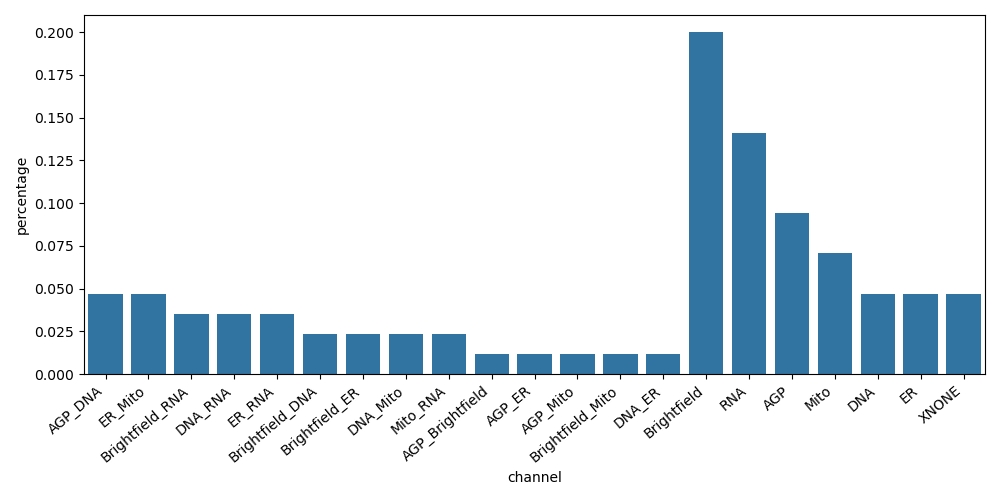 percentage
0.200
0.175
0.150
0.125
0.100
0.075
0.050
0.025
0.000
AGP_DNA
ER_Mito
Brightfield_RNA
DNA_RNA
ER_RNA
Brightfield_DNA
Brightfield_ER
DNA_Mito
Mito_RNA
AGP_Brightfield
AGP_ER
AGP_Mito
Brightfield_Mito
DNA_ER
Brightfield
RNA
AGP
Mito
DNA
ER
XNONE
channel